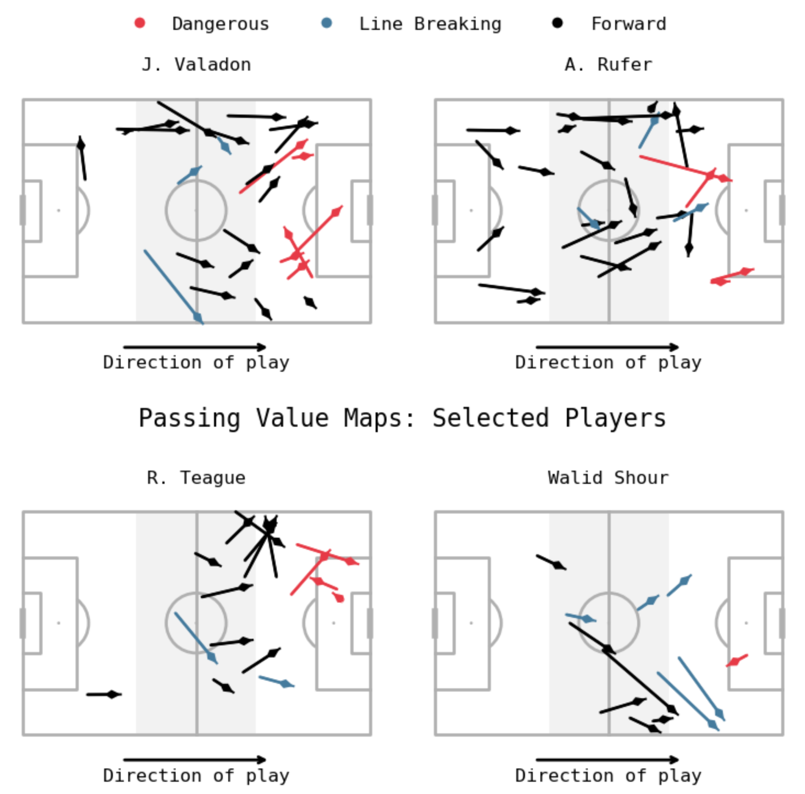 Dangerous Line Breaking Forward
J. Valadon A. Rufer
Direction of play Direction of play
Passing Value Maps: Selected Players
R. Teague Walid Shour
Direction of play Direction of play